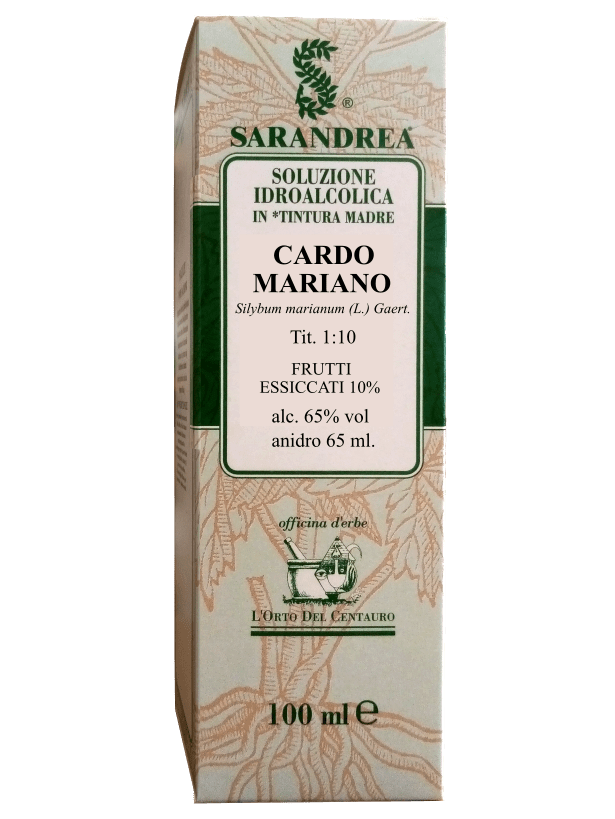 ®
SARANDREA
SOLUZIONE
IDROALCOLICA
IN *TINTURA MADRE
CARDO
MARIANO
Silybum marianum (L.) Gaert.
Tit. 1:10
FRUTTI
ESSICCATI 10%
alc. 65% vol
anidro 65 ml.
officina d'erbe
L'ORTO DEL CENTAURO
100 ml e